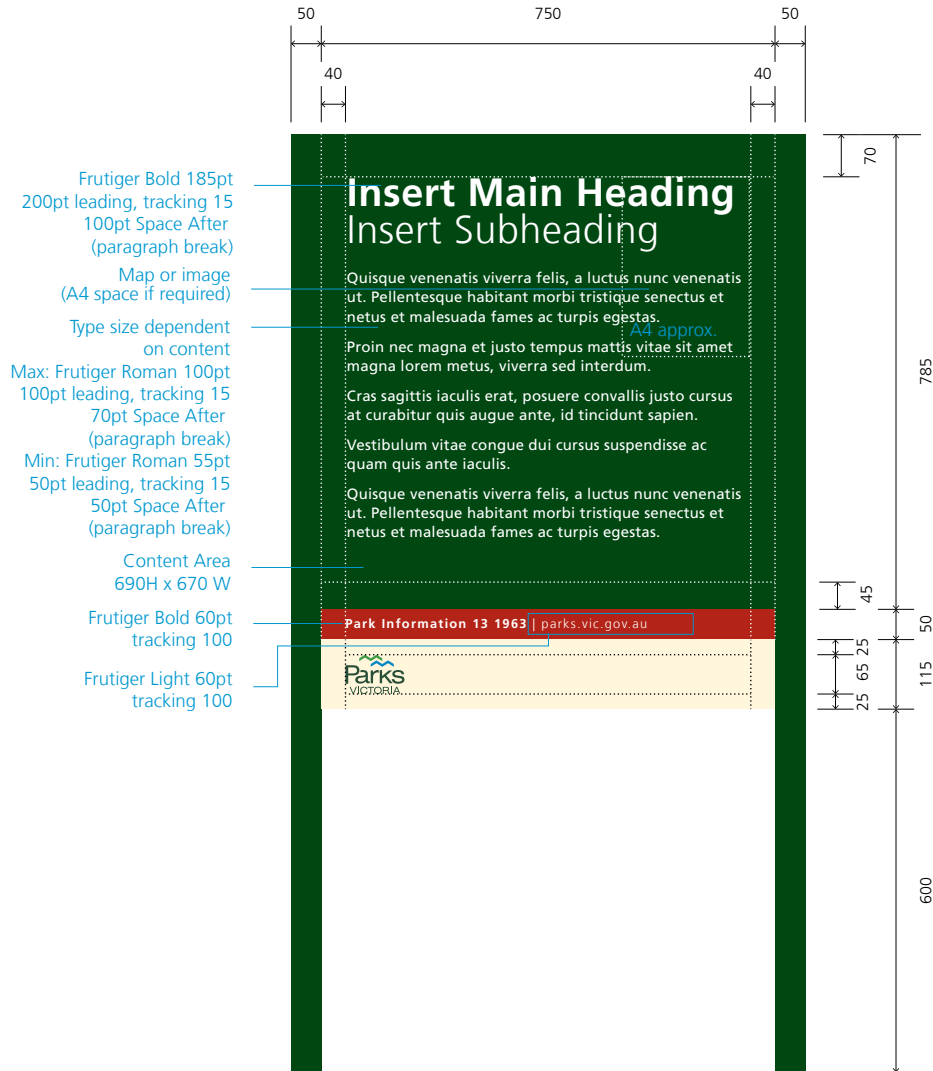 50
750
50
40
40
70
785
45
50
25
65
25
115
600
Frutiger Bold 185pt
200pt leading, tracking 15
100pt Space After
(paragraph break)
Map or image
(A4 space if required)
Type size dependent
on content
Max: Frutiger Roman 100pt
100pt leading, tracking 15
70pt Space After
(paragraph break)
Min: Frutiger Roman 55pt
50pt leading, tracking 15
50pt Space After
(paragraph break)
Content Area
690H x 670 W
Frutiger Bold 60pt
tracking 100
Frutiger Light 60pt
tracking 100
Insert Main Heading
Insert Subheading
Quisque venenatis viverra felis, a luctus nunc venenatis
ut. Pellentesque habitant morbi tristique senectus et
netus et malesuada fames ac turpis egestas.
A4 approx.
Proin nec magna et justo tempus mattis vitae sit amet
magna lorem metus, viverra sed interdum.
Cras sagittis iaculis erat, posuere convallis justo cursus
at curabitur quis augue ante, id tincidunt sapien.
Vestibulum vitae congue dui cursus suspendisse ac
quam quis ante iaculis.
Quisque venenatis viverra felis, a luctus nunc venenatis
ut. Pellentesque habitant morbi tristique senectus et
netus et malesuada fames ac turpis egestas.
Park Information 13 1963 | parks.vic.gov.au
Parks
VICTORIA